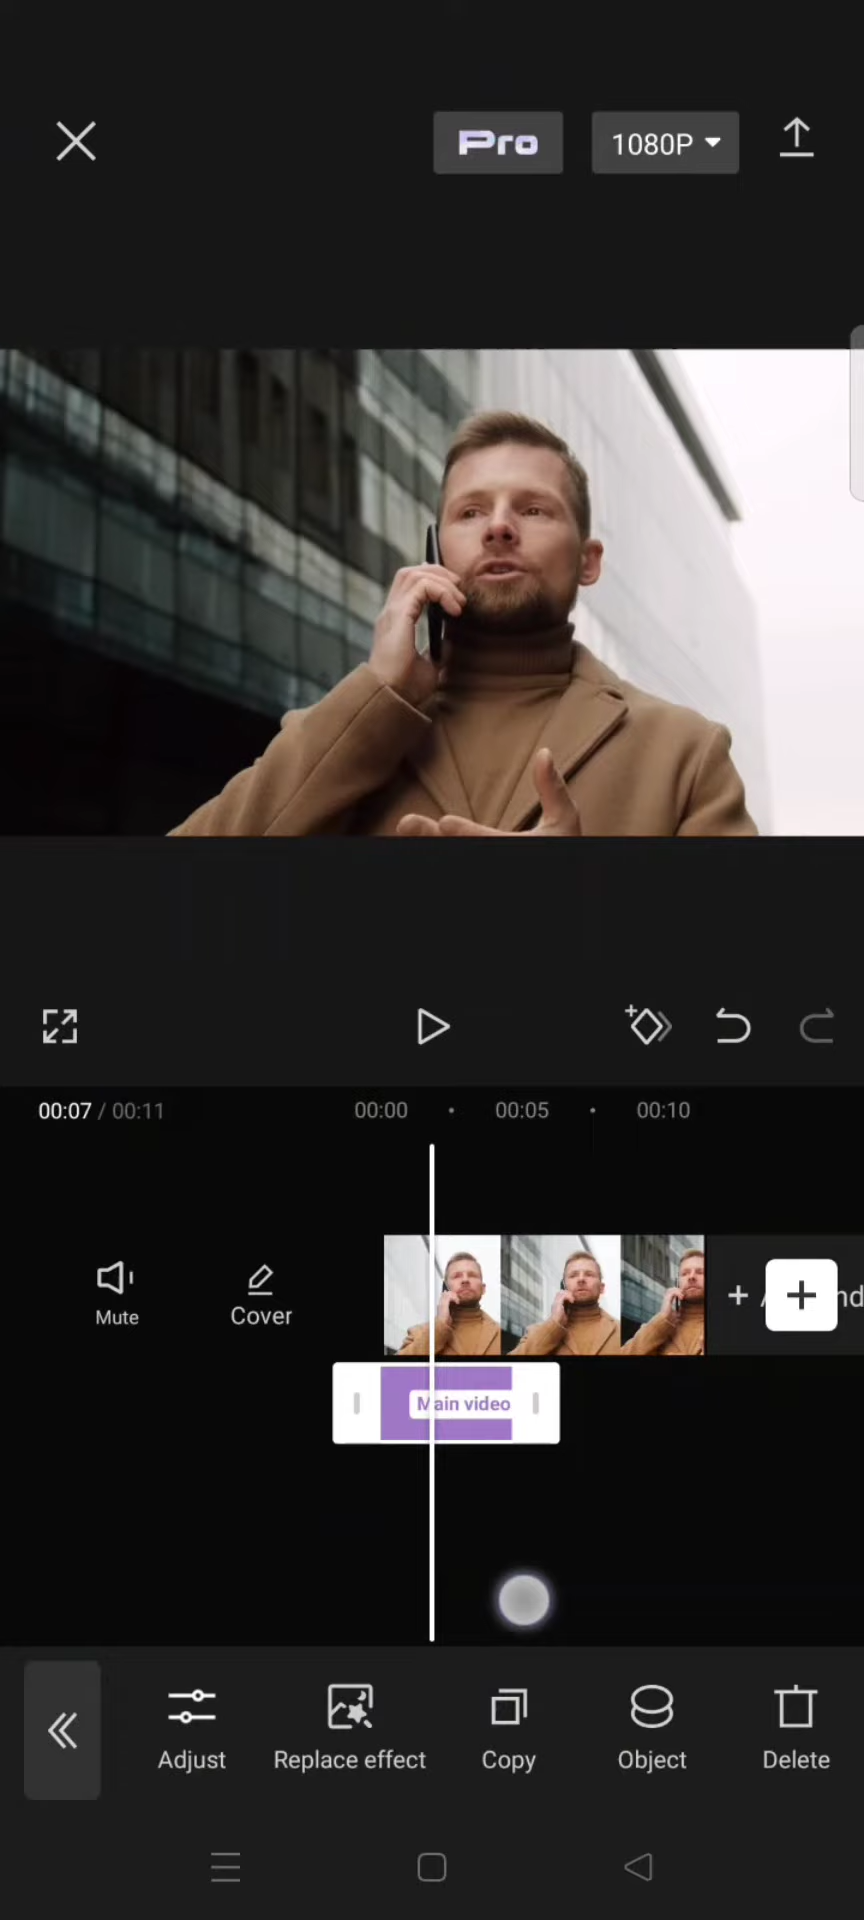 Pro 1080P
00:07 / 00:11 00:00 00:05 00:10
Mute Cover
Main video
Adjust Replace effect Copy Object Delete